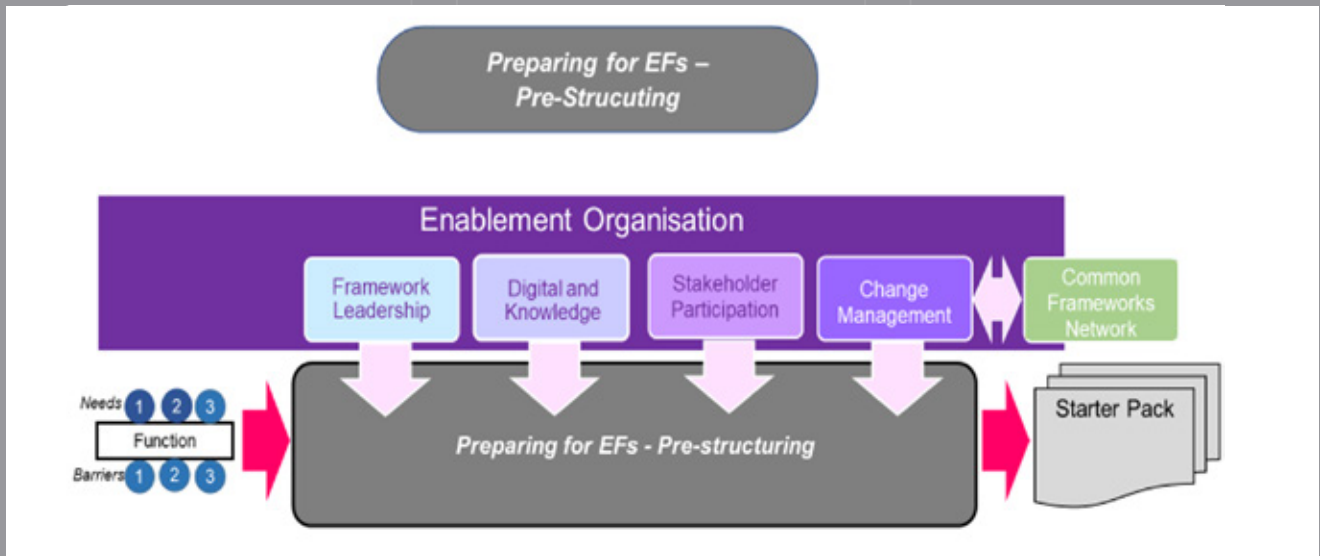 Preparing for EFs –
Pre-Strucuting
Enablement Organisation
Framework
Leadership
Digital and
Knowledge
Stakeholder
Participation
Change
Management
Common
Frameworks
Network
Needs 1 2 3
Function
Barriers 1 2 3
Preparing for EFs - Pre-structuring
Starter Pack